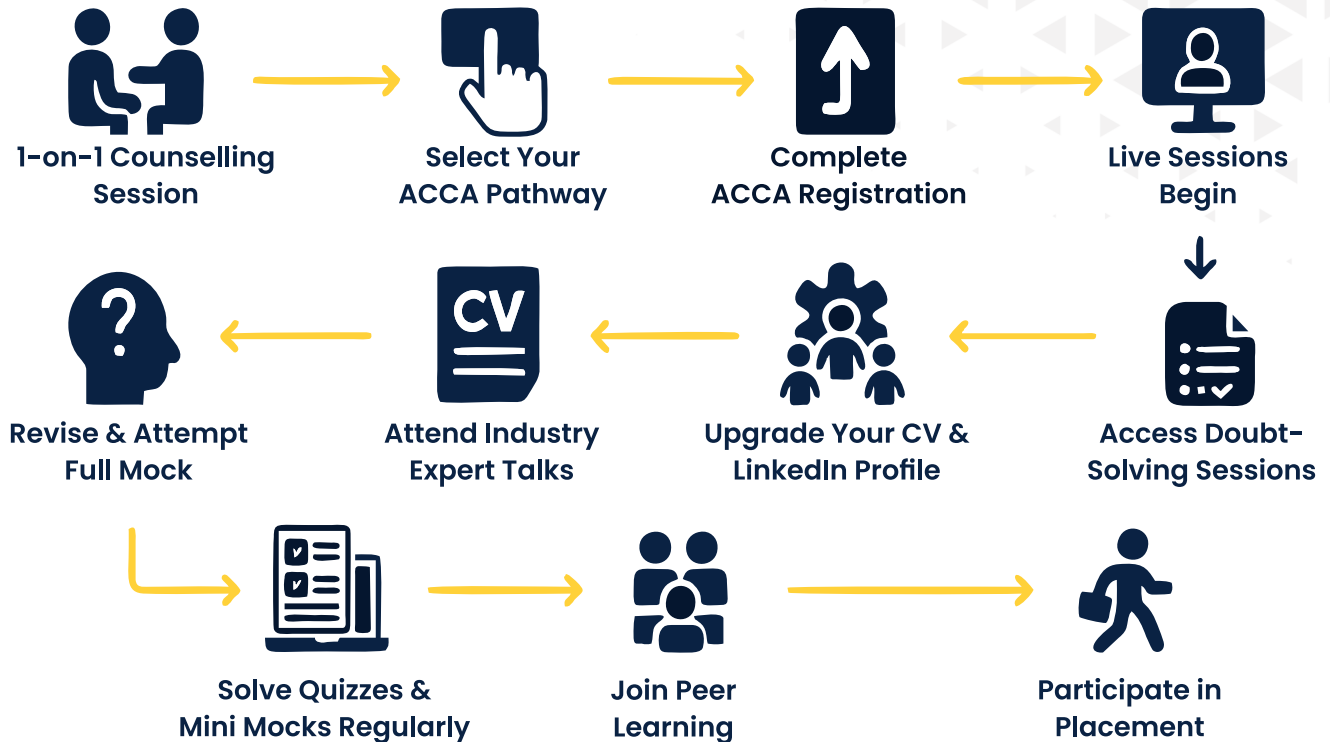 1-on-1 Counselling
Session
Select Your
ACCA Pathway
Complete
ACCA Registration
Live Sessions
Begin
Access Doubt-
Solving Sessions
Upgrade Your CV &
LinkedIn Profile
CV
Attend Industry
Expert Talks
?
Revise & Attempt
Full Mock
Solve Quizzes &
Mini Mocks Regularly
Join Peer
Learning
Participate in
Placement